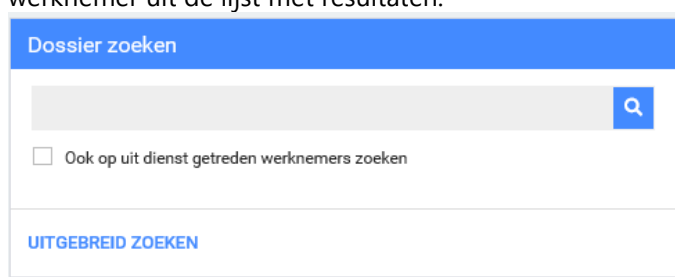 werknemer uit de lijst met resultaten.
Dossier zoeken
Ook op uit dienst getreden werknemers zoeken
UITGEBREID ZOEKEN